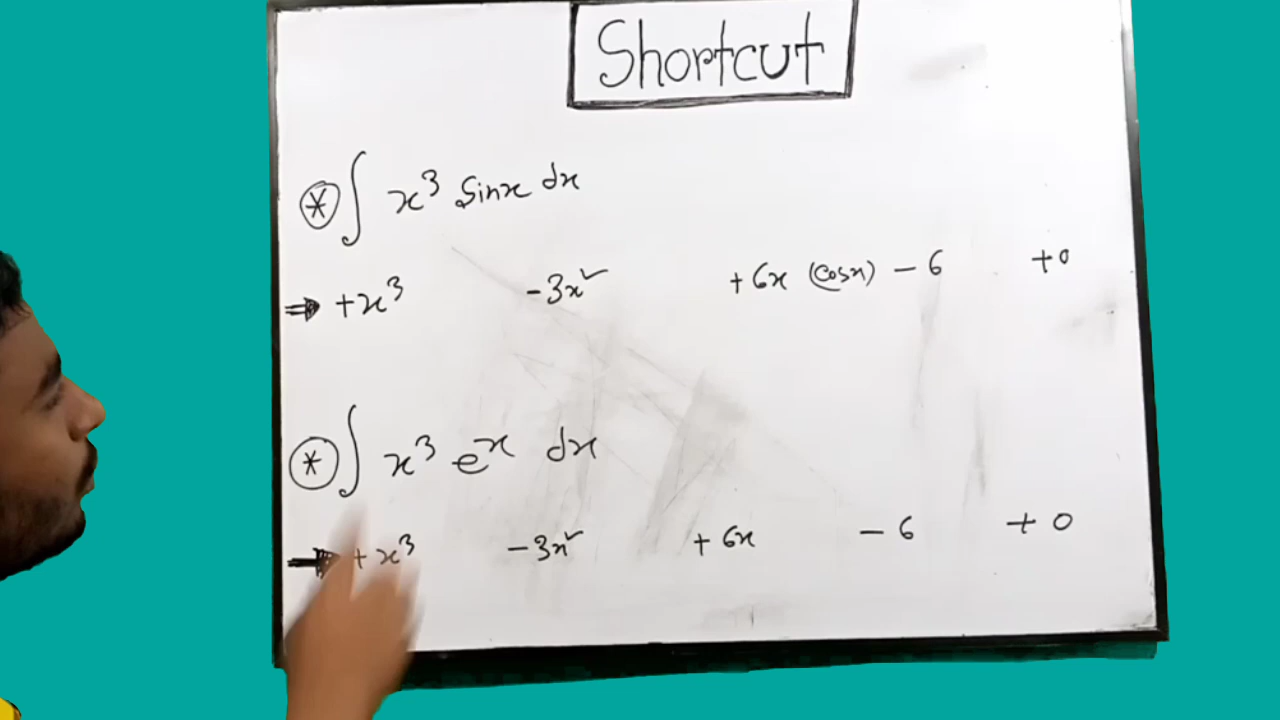 Shortcut
⊛ ∫ x³ sinx dx
⇒ +x³ -3x² +6x (cosx) - 6 +0
⊛ ∫ x³ eˣ dx
⇒ +x³ -3x² +6x -6 +0